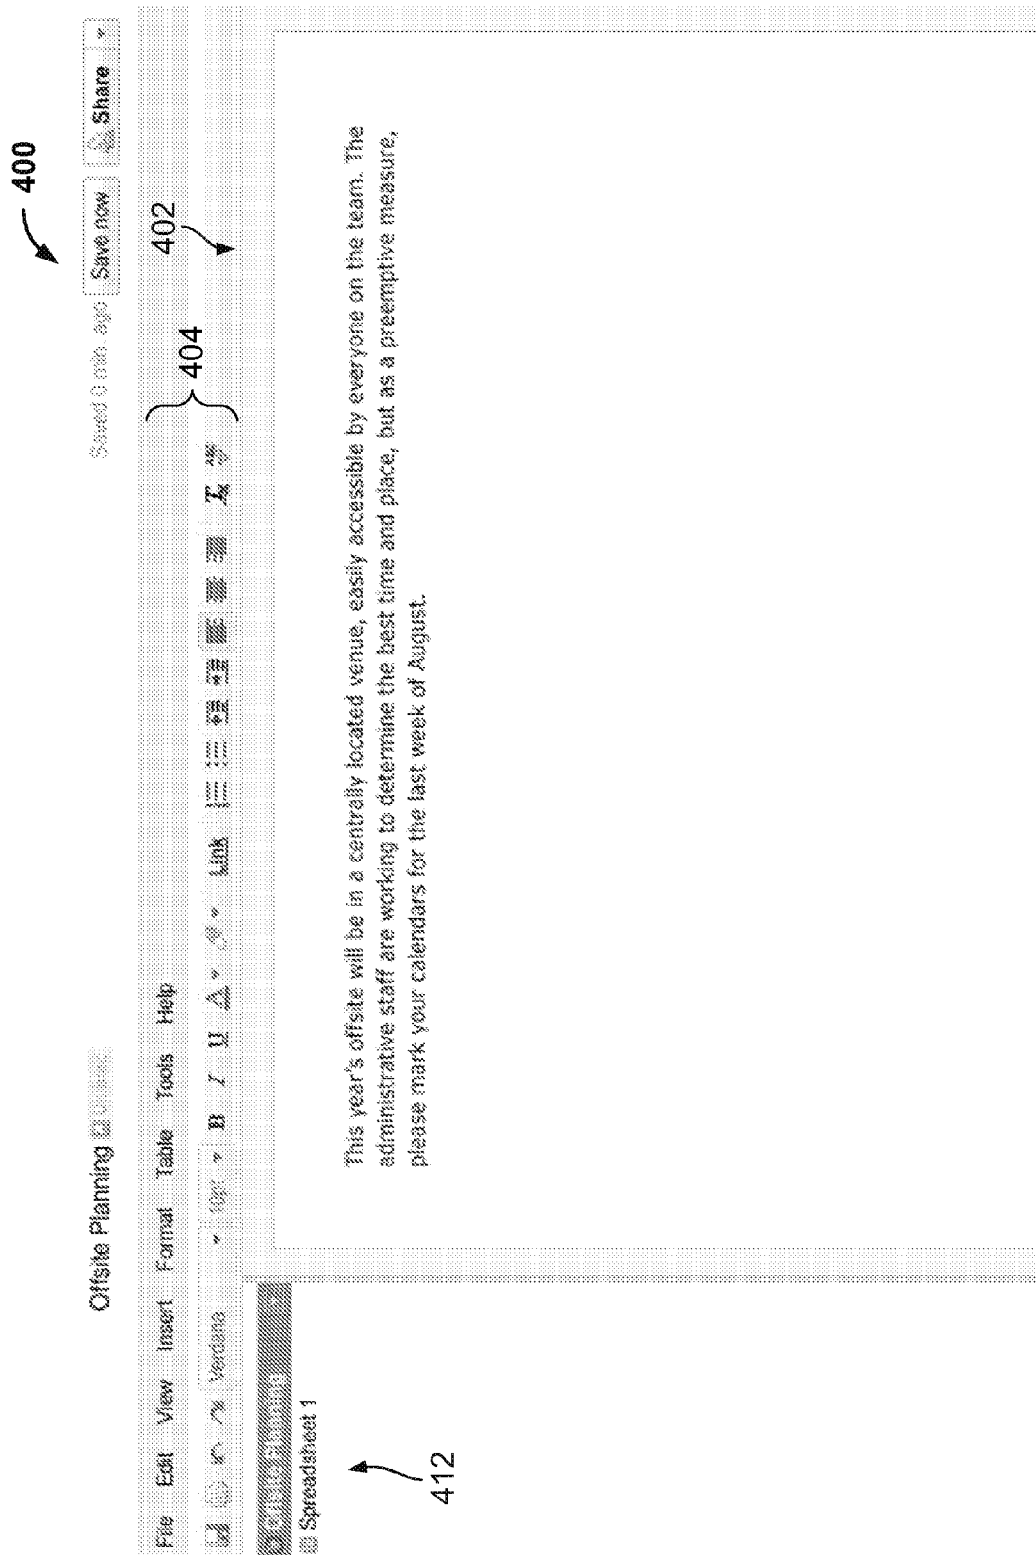 400
Offsite Planning
Saved 0 min. ago Save now Share
File Edit View Insert Format Table Tools Help
402
404
Verdana 10pt B I U A Link
Offsite Planning
Spreadsheet 1
412
This year's offsite will be in a centrally located venue, easily accessible by everyone on the team. The
administrative staff are working to determine the best time and place, but as a preemptive measure,
please mark your calendars for the last week of August.